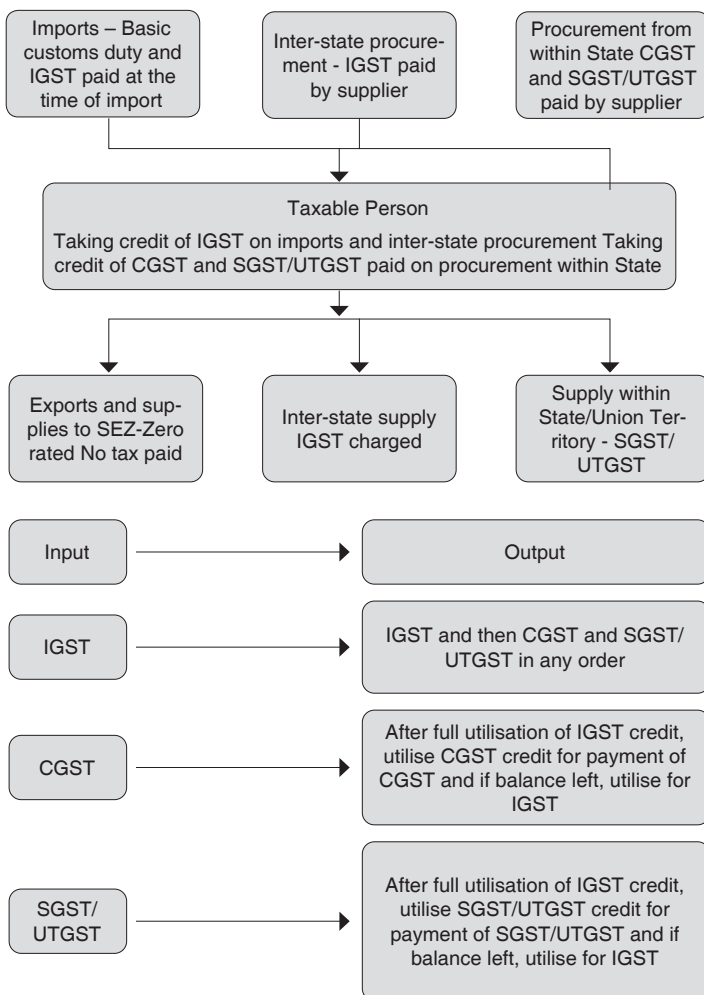 Imports – Basic
customs duty and
IGST paid at the
time of import
Inter-state procure-
ment - IGST paid
by supplier
Procurement from
within State CGST
and SGST/UTGST
paid by supplier
Taxable Person
Taking credit of IGST on imports and inter-state procurement Taking
credit of CGST and SGST/UTGST paid on procurement within State
Exports and sup-
plies to SEZ-Zero
rated No tax paid
Inter-state supply
IGST charged
Supply within
State/Union Ter-
ritory - SGST/
UTGST
Input
Output
IGST
IGST and then CGST and SGST/
UTGST in any order
CGST
After full utilisation of IGST credit,
utilise CGST credit for payment of
CGST and if balance left, utilise for
IGST
SGST/
UTGST
After full utilisation of IGST credit,
utilise SGST/UTGST credit for
payment of SGST/UTGST and if
balance left, utilise for IGST